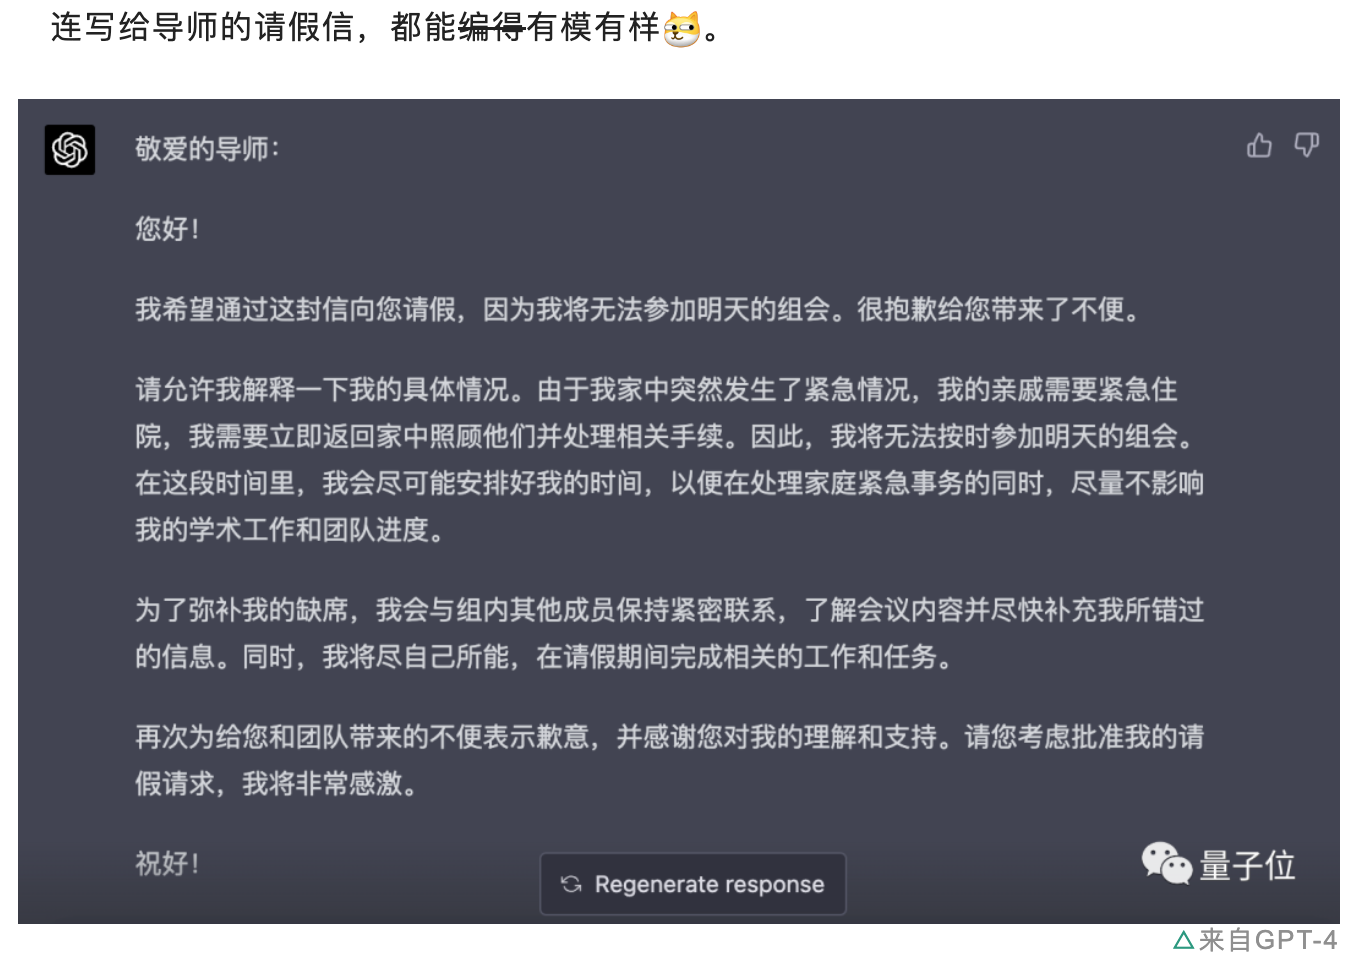 连写给导师的请假信，都能编得有模有样。
敬爱的导师：
您好！
我希望通过这封信向您请假，因为我将无法参加明天的组会。很抱歉给您带来了不便。
请允许我解释一下我的具体情况。由于我家中突然发生了紧急情况，我的亲戚需要紧急住
院，我需要立即返回家中照顾他们并处理相关手续。因此，我将无法按时参加明天的组会。
在这段时间里，我会尽可能安排好我的时间，以便在处理家庭紧急事务的同时，尽量不影响
我的学术工作和团队进度。
为了弥补我的缺席，我会与组内其他成员保持紧密联系，了解会议内容并尽快补充我所错过
的信息。同时，我将尽自己所能，在请假期间完成相关的工作和任务。
再次为给您和团队带来的不便表示歉意，并感谢您对我的理解和支持。请您考虑批准我的请
假请求，我将非常感激。
祝好！
Regenerate response
量子位
△来自GPT-4